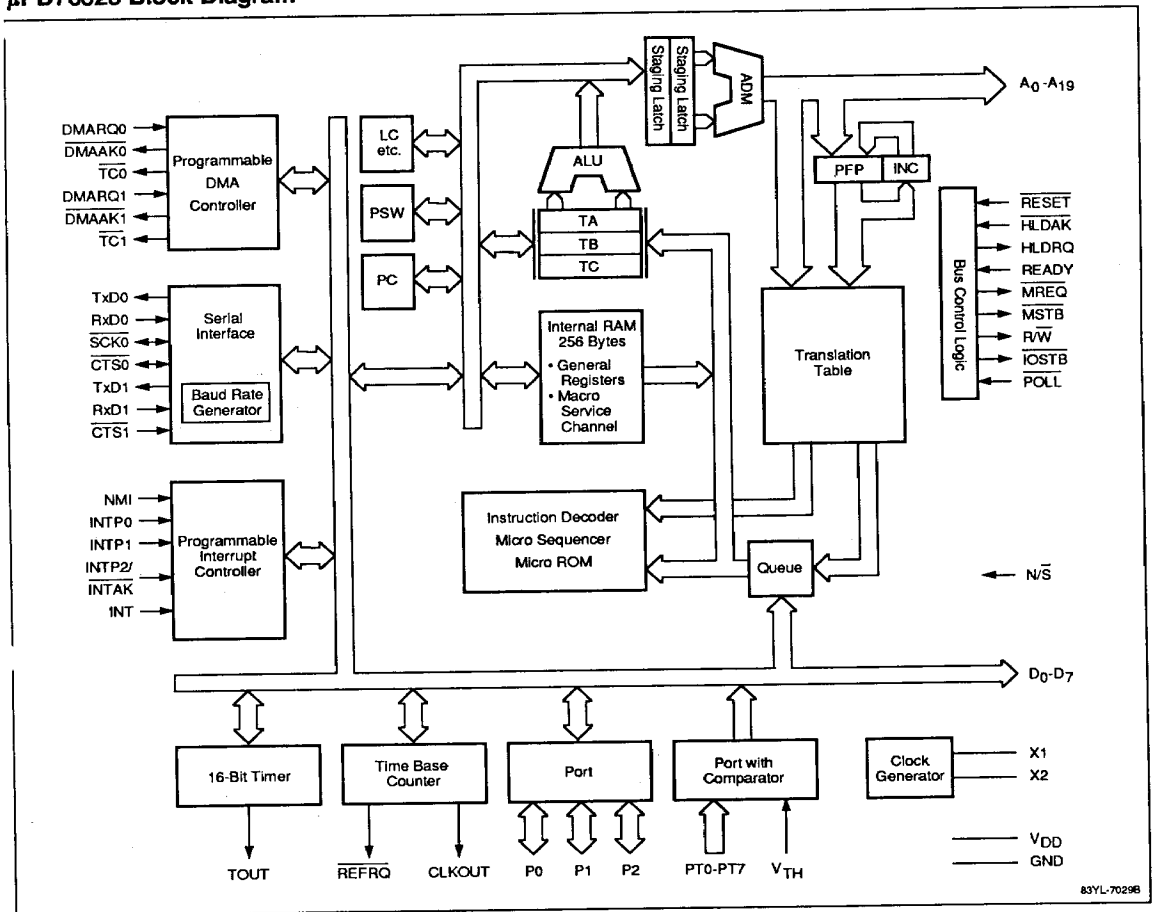 Block Diagram
Staging Latch
Staging Latch
ADM
A0-A19
DMARQ0
DMAAK0
TC0
DMARQ1
DMAAK1
TC1
Programmable
DMA
Controller
LC
etc.
PSW
PC
ALU
TA
TB
TC
PFP
INC
RESET
HLDAK
HLDRQ
READY
MREQ
MSTB
R/W
IOSTB
POLL
Bus Control Logic
TxD0
RxD0
SCK0
CTS0
TxD1
RxD1
CTS1
Serial
Interface
Baud Rate
Generator
Internal RAM
256 Bytes
• General
Registers
• Macro
Service
Channel
Translation
Table
NMI
INTP0
INTP1
INTP2/
INTAK
INT
Programmable
Interrupt
Controller
Instruction Decoder
Micro Sequencer
Micro ROM
Queue
N/S
D0-D7
16-Bit Timer
Time Base
Counter
Port
Port with
Comparator
Clock
Generator
X1
X2
TOUT
REFRQ
CLKOUT
P0
P1
P2
PT0-PT7
VTH
VDD
GND
83YL-7029B